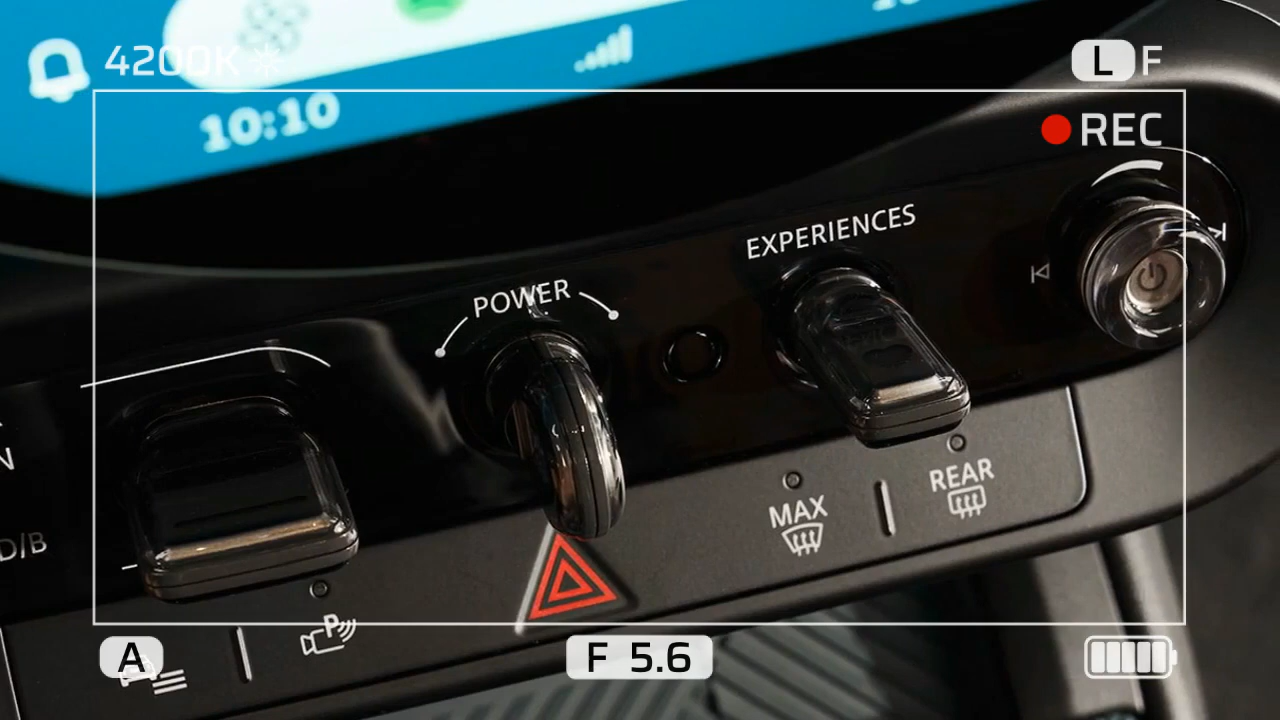 4200K
L F
REC
10:10
EXPERIENCES
POWER
N
D/B
REAR
MAX
P
A
F 5.6